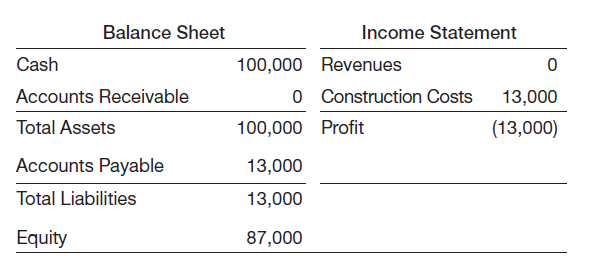 Balance Sheet Income Statement
Cash 100,000 Revenues 0
Accounts Receivable 0 Construction Costs 13,000
Total Assets 100,000 Profit (13,000)
Accounts Payable 13,000
Total Liabilities 13,000
Equity 87,000